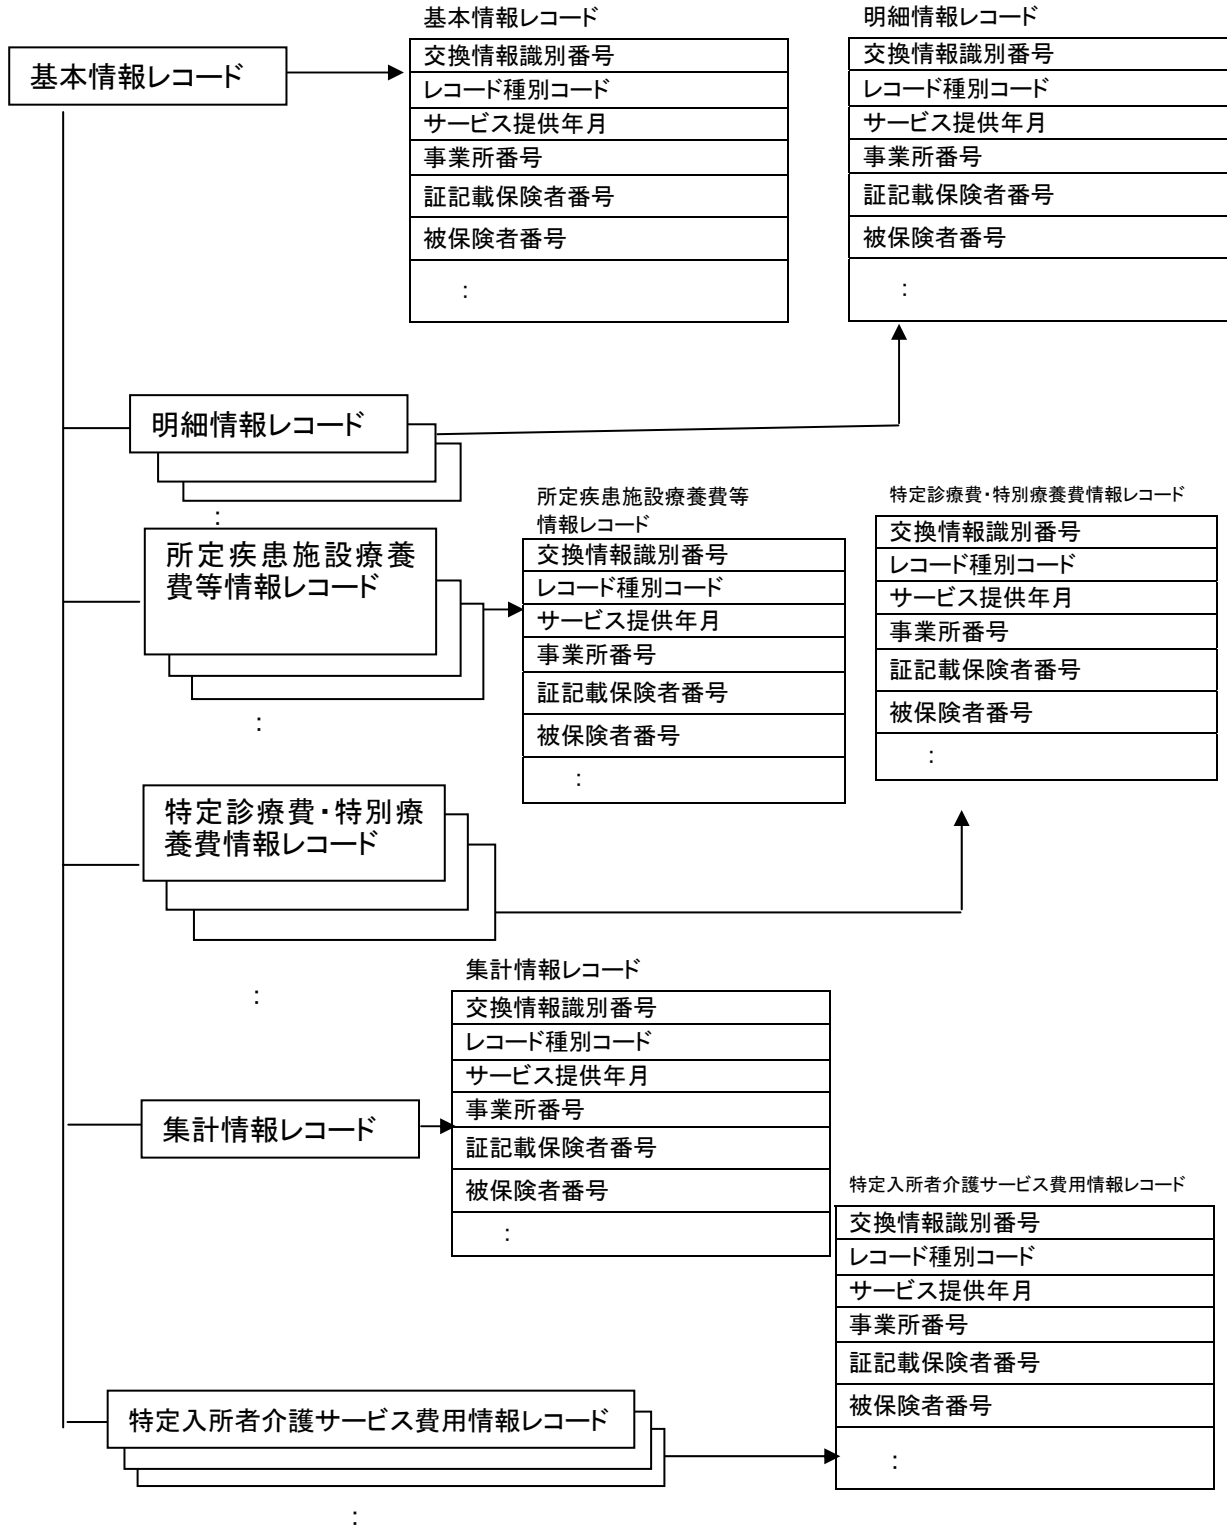 基本情報レコード
基本情報レコード
交換情報識別番号
レコード種別コード
サービス提供年月
事業所番号
証記載保険者番号
被保険者番号
:
明細情報レコード
交換情報識別番号
レコード種別コード
サービス提供年月
事業所番号
証記載保険者番号
被保険者番号
:
明細情報レコード
:
所定疾患施設療養
費等情報レコード
:
所定疾患施設療養費等
情報レコード
交換情報識別番号
レコード種別コード
サービス提供年月
事業所番号
証記載保険者番号
被保険者番号
:
特定診療費・特別療養費情報レコード
交換情報識別番号
レコード種別コード
サービス提供年月
事業所番号
証記載保険者番号
被保険者番号
:
特定診療費・特別療
養費情報レコード
:
集計情報レコード
集計情報レコード
交換情報識別番号
レコード種別コード
サービス提供年月
事業所番号
証記載保険者番号
被保険者番号
:
特定入所者介護サービス費用情報レコード
交換情報識別番号
レコード種別コード
サービス提供年月
事業所番号
証記載保険者番号
被保険者番号
:
特定入所者介護サービス費用情報レコード
: